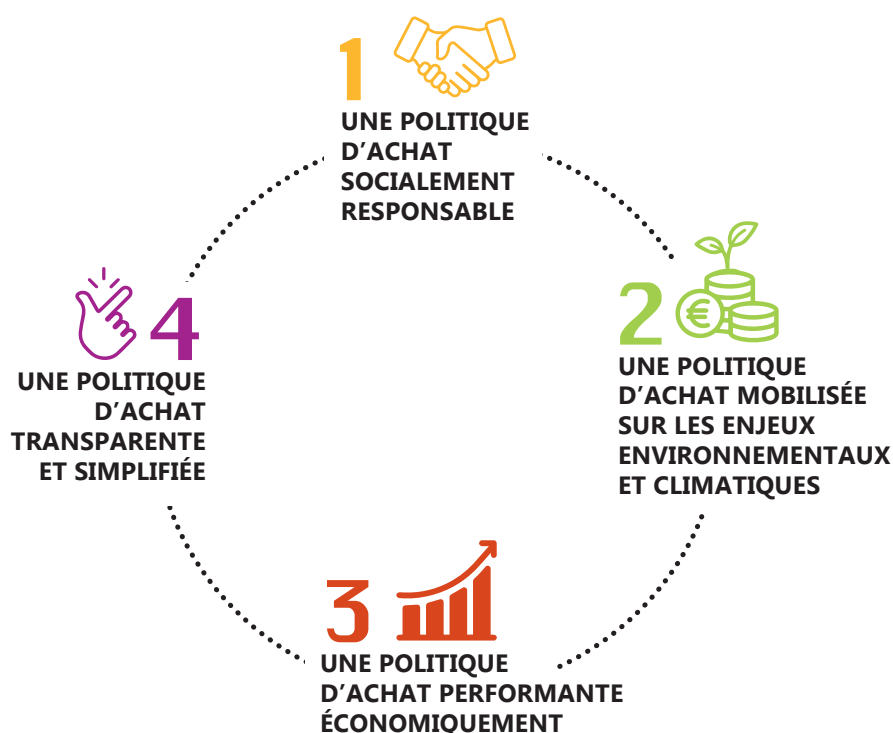 1
UNE POLITIQUE
D’ACHAT
SOCIALEMENT
RESPONSABLE
2
€
UNE POLITIQUE
D’ACHAT MOBILISÉE
SUR LES ENJEUX
ENVIRONNEMENTAUX
ET CLIMATIQUES
3
UNE POLITIQUE
D’ACHAT PERFORMANTE
ÉCONOMIQUEMENT
4
UNE POLITIQUE
D’ACHAT
TRANSPARENTE
ET SIMPLIFIÉE